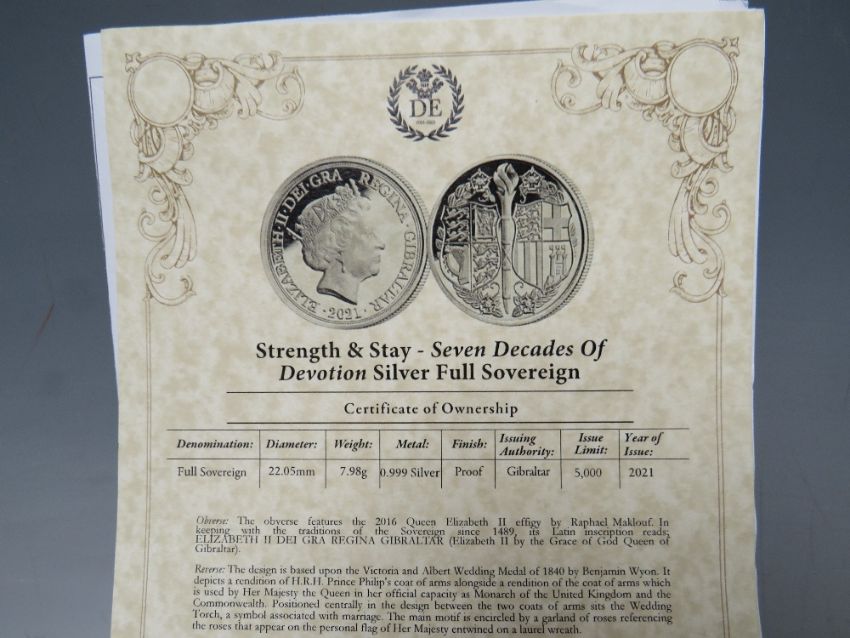 DE
ELIZABETH · II · DEI · GRA REGINA · GIBRALTAR
· 2021 ·
Strength & Stay - Seven Decades Of
Devotion Silver Full Sovereign
Certificate of Ownership
Denomination: Diameter: Weight: Metal: Finish: Issuing Authority: Issue Limit: Year of Issue:
Full Sovereign 22.05mm 7.98g 0.999 Silver Proof Gibraltar 5,000 2021
Obverse: The obverse features the 2016 Queen Elizabeth II effigy by Raphael Maklouf. In
keeping with the traditions of the Sovereign since 1489, its Latin inscription reads;
ELIZABETH II DEI GRA REGINA GIBRALTAR (Elizabeth II by the Grace of God Queen of
Gibraltar).
Reverse: The design is based upon the Victoria and Albert Wedding Medal of 1840 by Benjamin Wyon. It
depicts a rendition of H.R.H. Prince Philip's coat of arms alongside a rendition of the coat of arms which
is used by Her Majesty the Queen in her official capacity as Monarch of the United Kingdom and the
Commonwealth. Positioned centrally in the design between the two coats of arms sits the Wedding
Torch, a symbol associated with marriage. The main motif is encircled by a garland of roses referencing
the roses that appear on the personal flag of Her Majesty entwined on a laurel wreath.